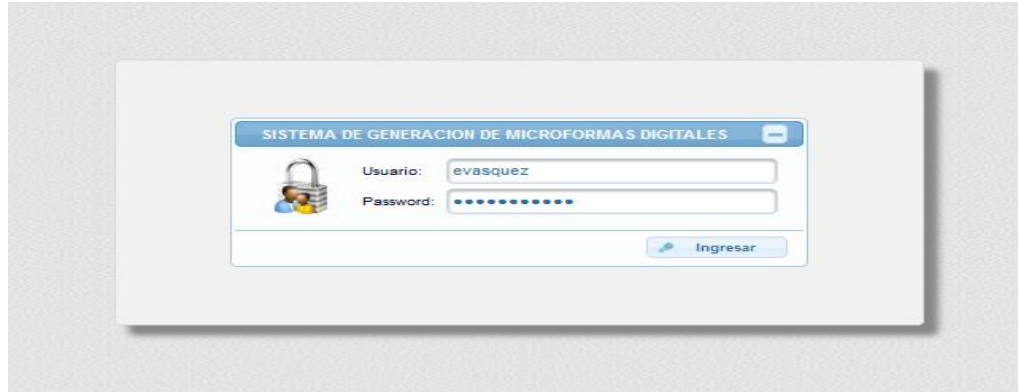 SISTEMA DE GENERACION DE MICROFORMAS DIGITALES
Usuario: evasquez
Password: •••••••••••
Ingresar